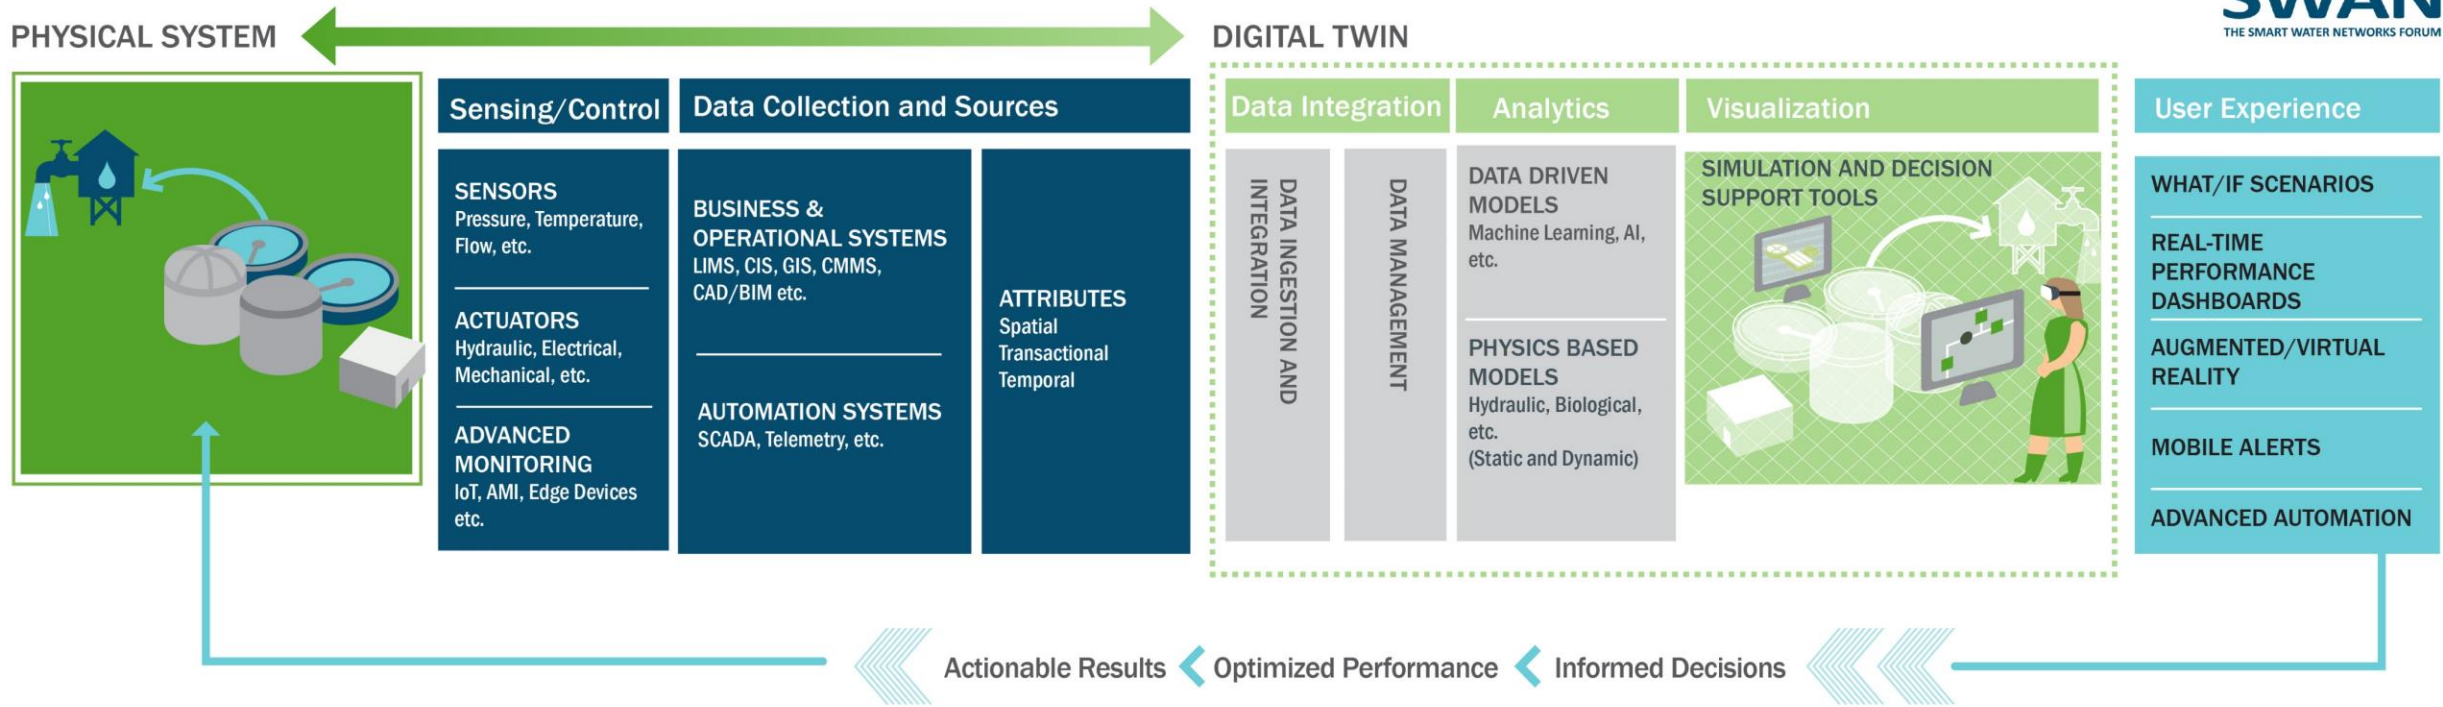 PHYSICAL SYSTEM
DIGITAL TWIN
SWAN
THE SMART WATER NETWORKS FORUM
Sensing/Control
SENSORS
Pressure, Temperature,
Flow, etc.
ACTUATORS
Hydraulic, Electrical,
Mechanical, etc.
ADVANCED
MONITORING
IoT, AMI, Edge Devices
etc.
Data Collection and Sources
BUSINESS &
OPERATIONAL SYSTEMS
LIMS, CIS, GIS, CMMS,
CAD/BIM etc.
AUTOMATION SYSTEMS
SCADA, Telemetry, etc.
ATTRIBUTES
Spatial
Transactional
Temporal
Data Integration
DATA INGESTION AND
INTEGRATION
DATA MANAGEMENT
Analytics
DATA DRIVEN
MODELS
Machine Learning, AI,
etc.
PHYSICS BASED
MODELS
Hydraulic, Biological,
etc.
(Static and Dynamic)
Visualization
SIMULATION AND DECISION
SUPPORT TOOLS
User Experience
WHAT/IF SCENARIOS
REAL-TIME
PERFORMANCE
DASHBOARDS
AUGMENTED/VIRTUAL
REALITY
MOBILE ALERTS
ADVANCED AUTOMATION
Actionable Results
Optimized Performance
Informed Decisions